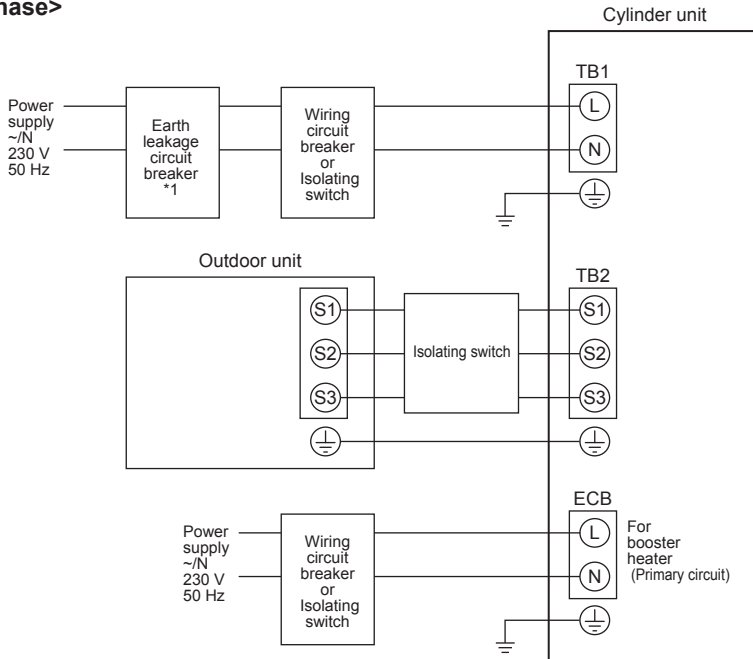 hase>
Cylinder unit
TB1
Power
supply
~/N
230 V
50 Hz
Earth
leakage
circuit
breaker
*1
Wiring
circuit
breaker
or
Isolating
switch
L
N
Outdoor unit
TB2
S1
S2
S3
Isolating switch
S1
S2
S3
ECB
Power
supply
~/N
230 V
50 Hz
Wiring
circuit
breaker
or
Isolating
switch
L
N
For
booster
heater
(Primary circuit)